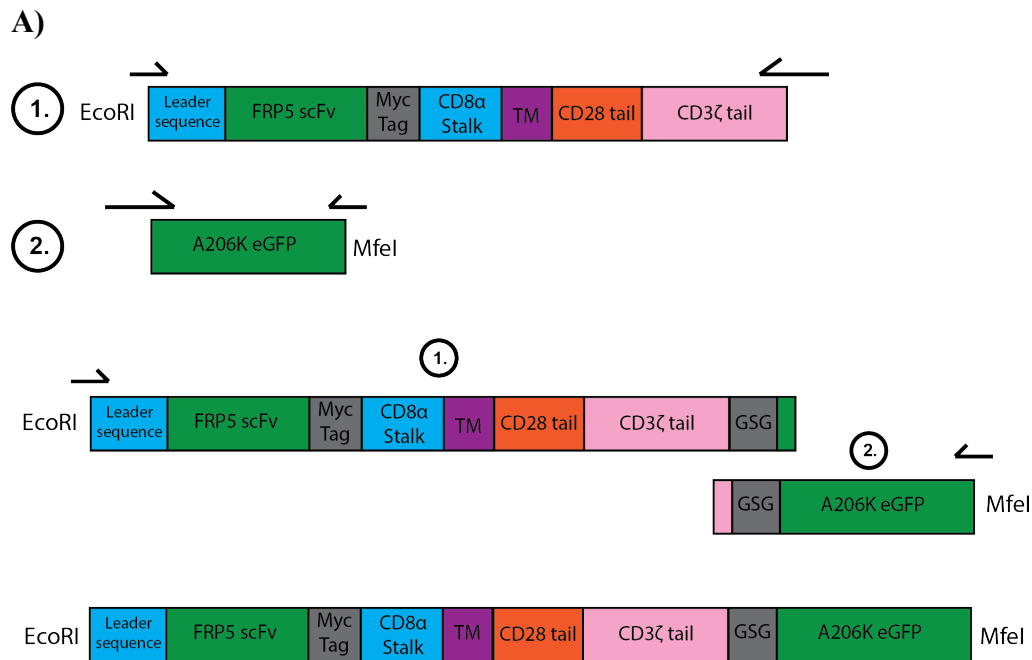 A)
1.
EcoRI
Leader
sequence
FRP5 scFv
Myc
Tag
CD8α
Stalk
TM
CD28 tail
CD3ζ tail
2.
A206K eGFP
MfeI
1.
EcoRI
Leader
sequence
FRP5 scFv
Myc
Tag
CD8α
Stalk
TM
CD28 tail
CD3ζ tail
GSG
2.
GSG
A206K eGFP
MfeI
EcoRI
Leader
sequence
FRP5 scFv
Myc
Tag
CD8α
Stalk
TM
CD28 tail
CD3ζ tail
GSG
A206K eGFP
MfeI